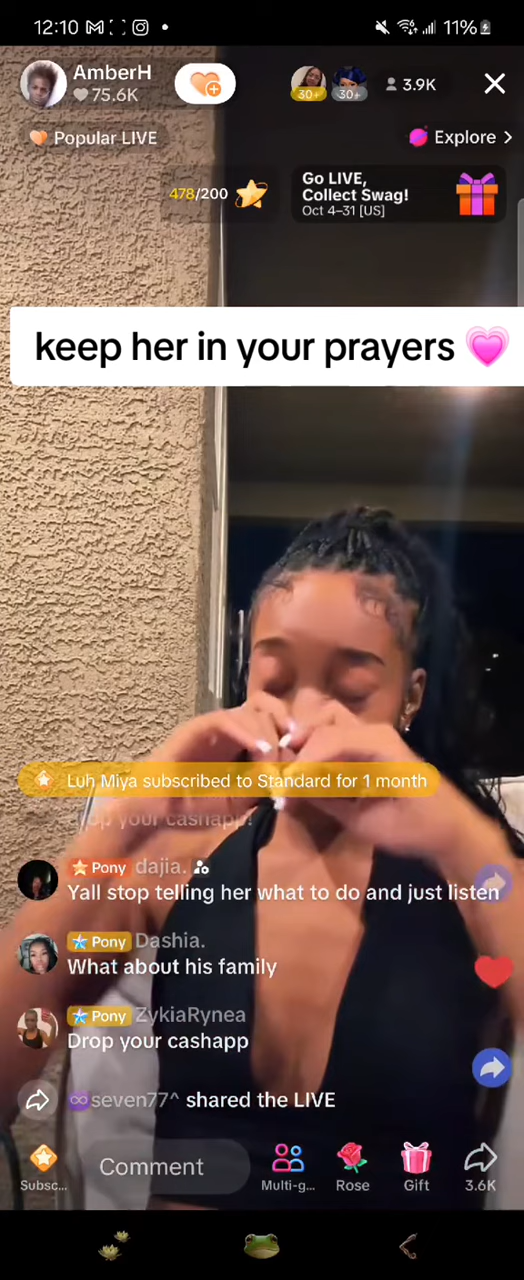 12:10
11%
AmberH
75.6K
30+
30+
3.9K
Popular LIVE
Explore >
478/200
Go LIVE,
Collect Swag!
Oct 4–31 [US]
keep her in your prayers 💗
Luh Miya subscribed to Standard for 1 month
drop your cashapp!
Pony dajia.
Yall stop telling her what to do and just listen
Pony Dashia.
What about his family
Pony ZykiaRynea
Drop your cashapp
seven77^ shared the LIVE
Comment
Subsc...
Multi-g...
Rose
Gift
3.6K